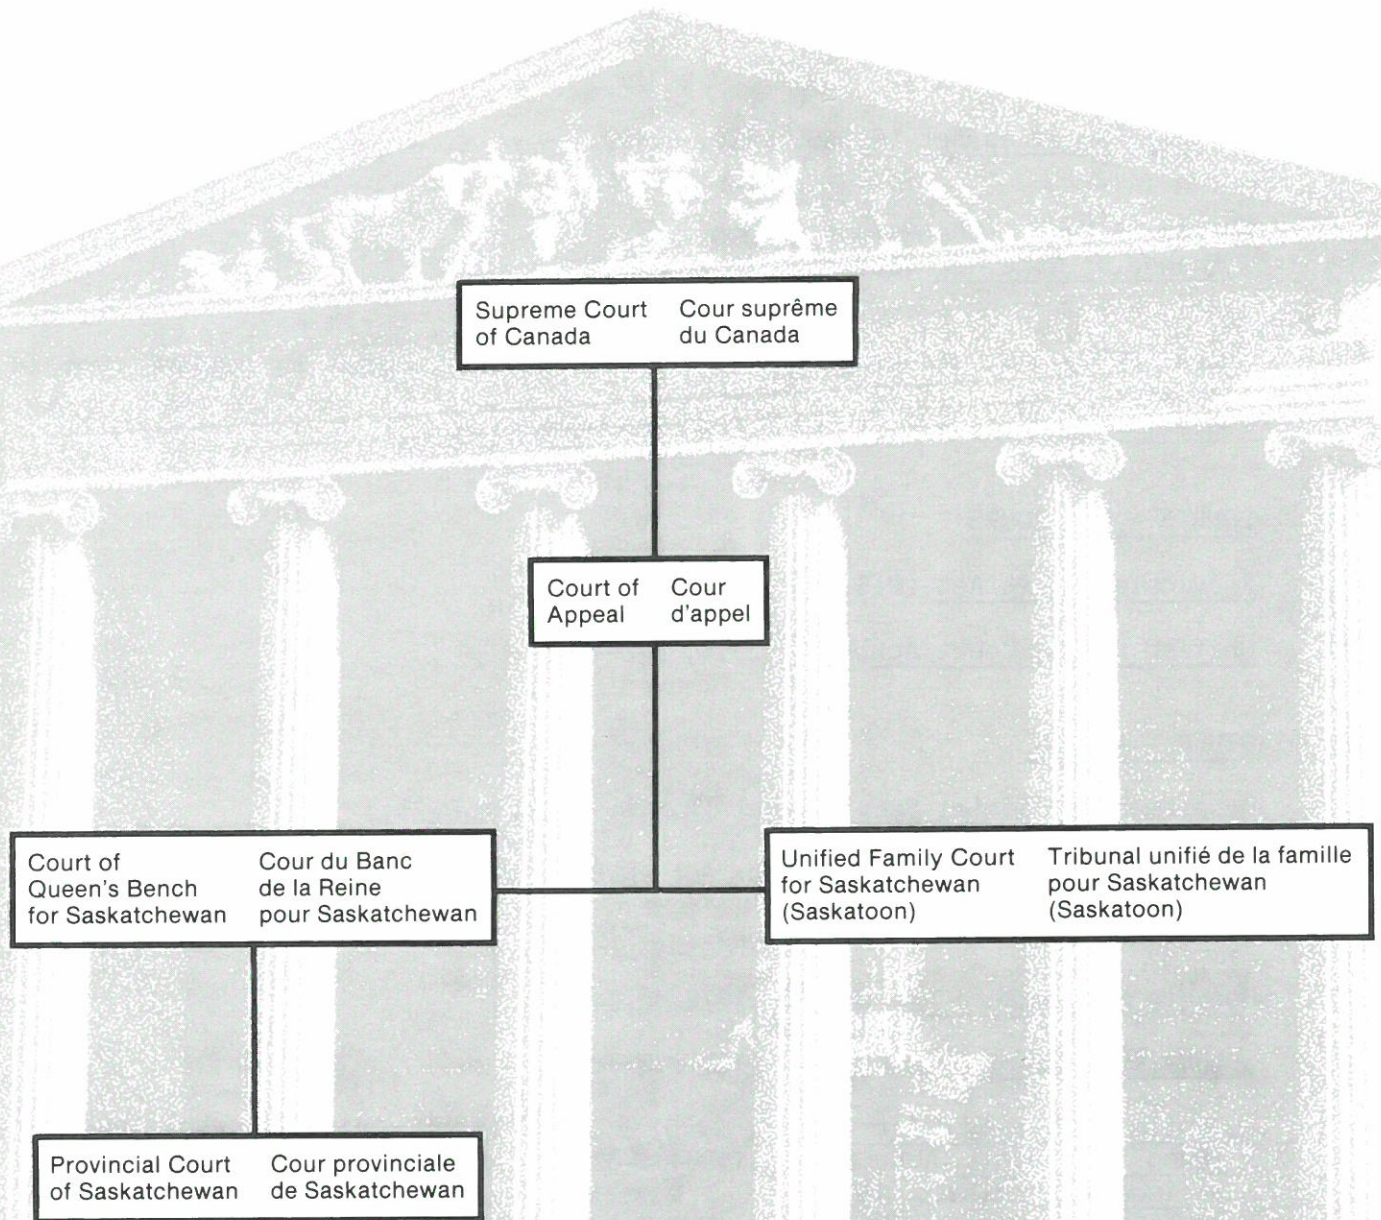 Supreme Court
of Canada
Cour suprême
du Canada
Court of
Appeal
Cour
d'appel
Court of
Queen's Bench
for Saskatchewan
Cour du Banc
de la Reine
pour Saskatchewan
Unified Family Court
for Saskatchewan
(Saskatoon)
Tribunal unifié de la famille
pour Saskatchewan
(Saskatoon)
Provincial Court
of Saskatchewan
Cour provinciale
de Saskatchewan